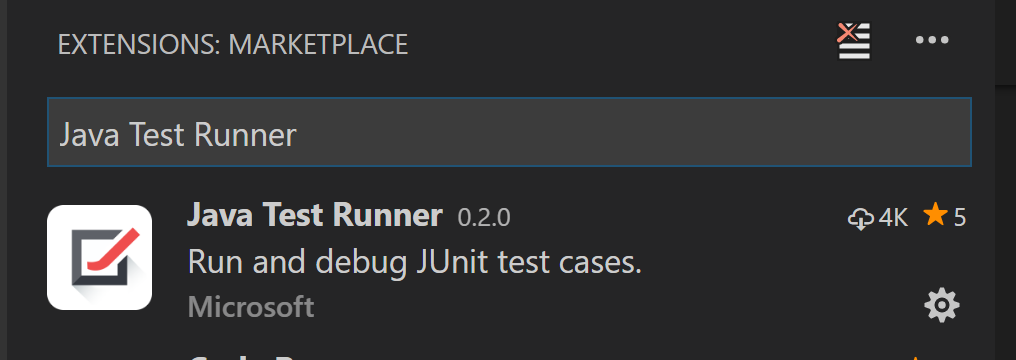 EXTENSIONS: MARKETPLACE
Java Test Runner
Java Test Runner 0.2.0 4K 5
Run and debug JUnit test cases.
Microsoft